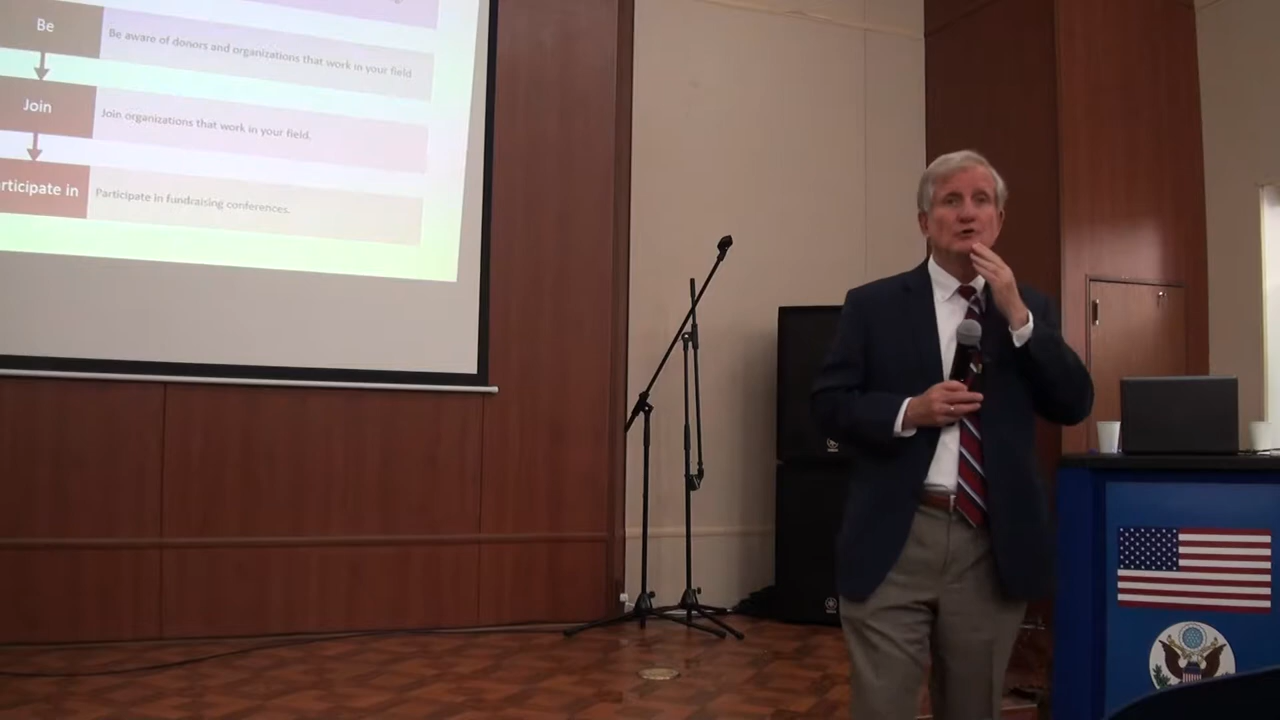 Be
Be aware of donors and organizations that work in your field
Join
Join organizations that work in your field.
rticipate in
Participate in fundraising conferences.